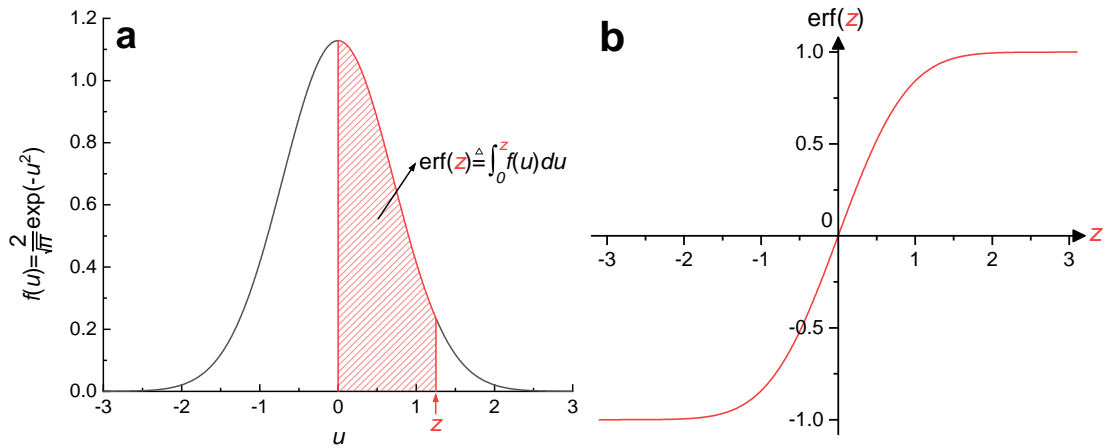 a
1.2
1.0
0.8
0.6
0.4
0.2
0.0
-3 -2 -1 0 1 2 3
f(u)=2/√π exp(-u²)
u
z
erf(z)≜∫₀ᶻf(u)du
b
erf(z)
1.0
0.5
0
-0.5
-1.0
-3 -2 -1 1 2 3
z